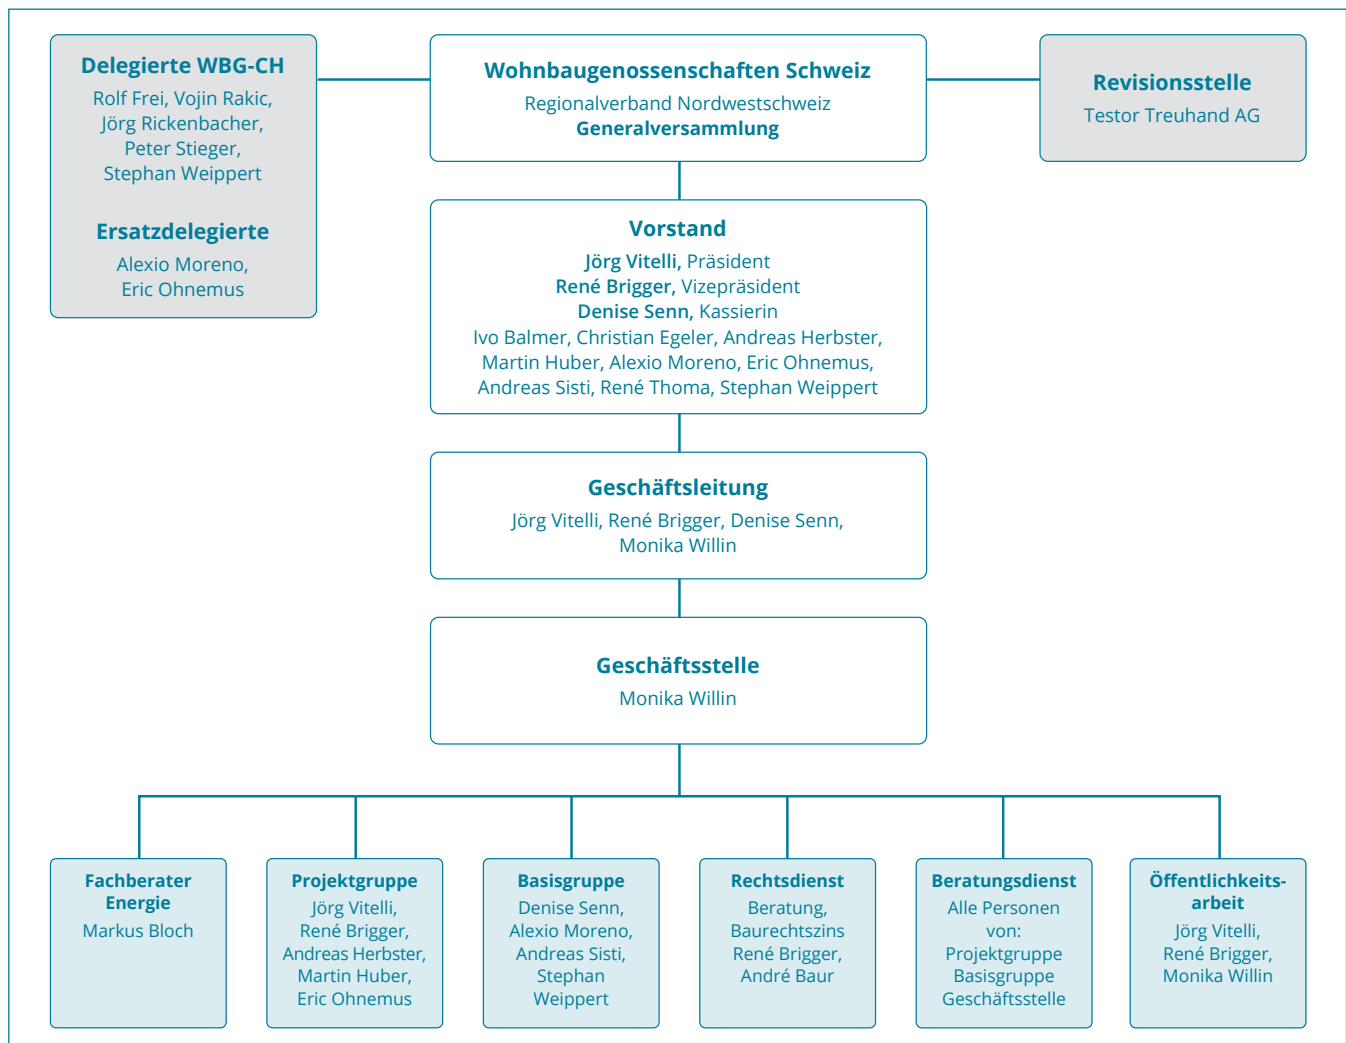 Delegierte WBG-CH
Rolf Frei, Vojin Rakic,
Jörg Rickenbacher,
Peter Stieger,
Stephan Weippert
Ersatzdelegierte
Alexio Moreno,
Eric Ohnemus
Wohnbaugenossenschaften Schweiz
Regionalverband Nordwestschweiz
Generalversammlung
Revisionsstelle
Testor Treuhand AG
Vorstand
Jörg Vitelli, Präsident
René Brigger, Vizepräsident
Denise Senn, Kassierin
Ivo Balmer, Christian Egeler, Andreas Herbster,
Martin Huber, Alexio Moreno, Eric Ohnemus,
Andreas Sisti, René Thoma, Stephan Weippert
Geschäftsleitung
Jörg Vitelli, René Brigger, Denise Senn,
Monika Willin
Geschäftsstelle
Monika Willin
Fachberater
Energie
Markus Bloch
Projektgruppe
Jörg Vitelli,
René Brigger,
Andreas Herbster,
Martin Huber,
Eric Ohnemus
Basisgruppe
Denise Senn,
Alexio Moreno,
Andreas Sisti,
Stephan
Weippert
Rechtsdienst
Beratung,
Baurechtszins
René Brigger,
André Baur
Beratungsdienst
Alle Personen
von:
Projektgruppe
Basisgruppe
Geschäftsstelle
Öffentlichkeits-
arbeit
Jörg Vitelli,
René Brigger,
Monika Willin